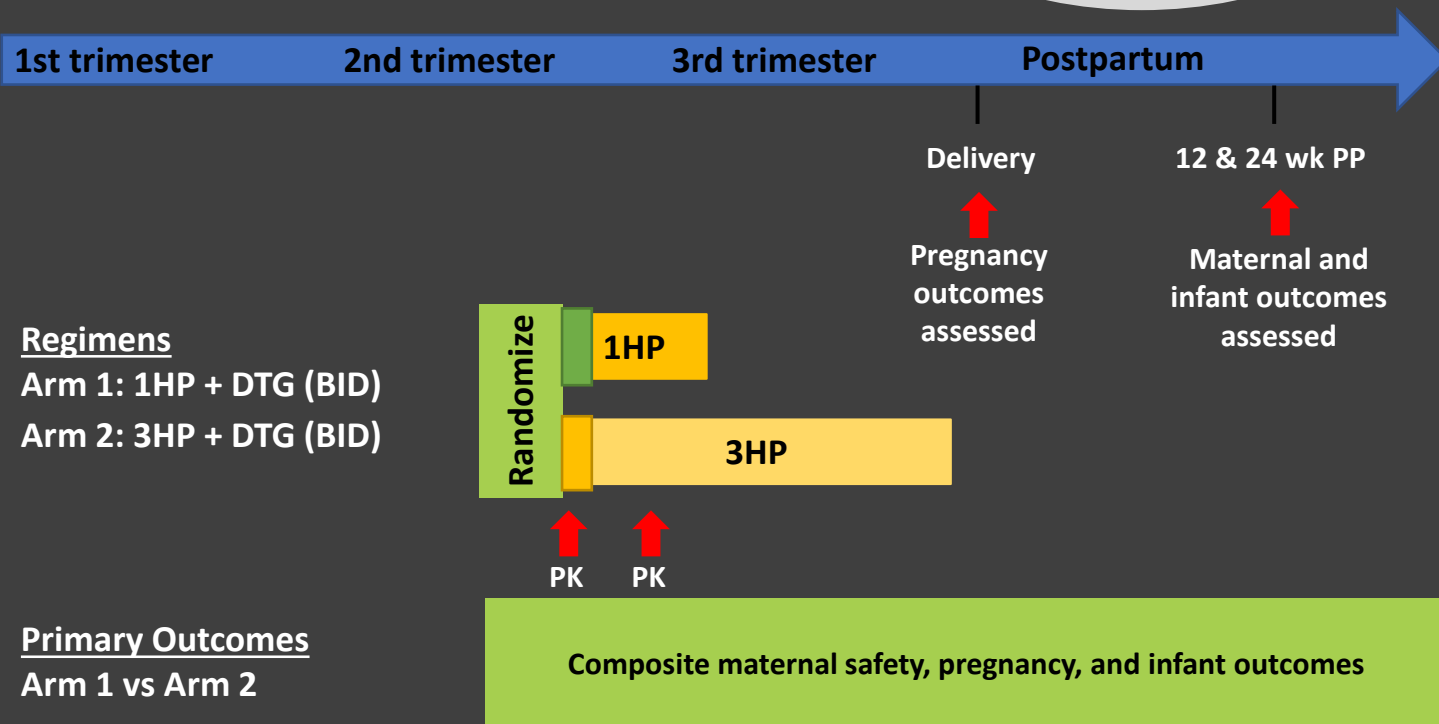 1st trimester 2nd trimester 3rd trimester Postpartum
Delivery
12 & 24 wk PP
Pregnancy
outcomes
assessed
Maternal and
infant outcomes
assessed
Regimens
Arm 1: 1HP + DTG (BID)
Arm 2: 3HP + DTG (BID)
Randomize
1HP
3HP
PK
PK
Primary Outcomes
Arm 1 vs Arm 2
Composite maternal safety, pregnancy, and infant outcomes